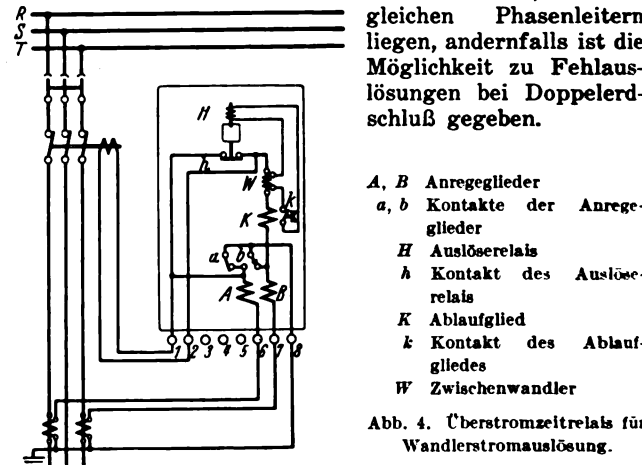 R
S
T
H
h
W
k
K
a
b
A
B
1 2 3 4 5 6 7 8
gleichen Phasenleitern
liegen, andernfalls ist die
Möglichkeit zu Fehlaus-
lösungen bei Doppelerd-
schluß gegeben.
A, B Anregeglieder
a, b Kontakte der Anrege-
glieder
H Auslöserelais
h Kontakt des Auslöse-
relais
K Ablaufglied
k Kontakt des Ablauf-
gliedes
W Zwischenwandler
Abb. 4. Überstromzeitrelais für
Wandlerstromauslösung.